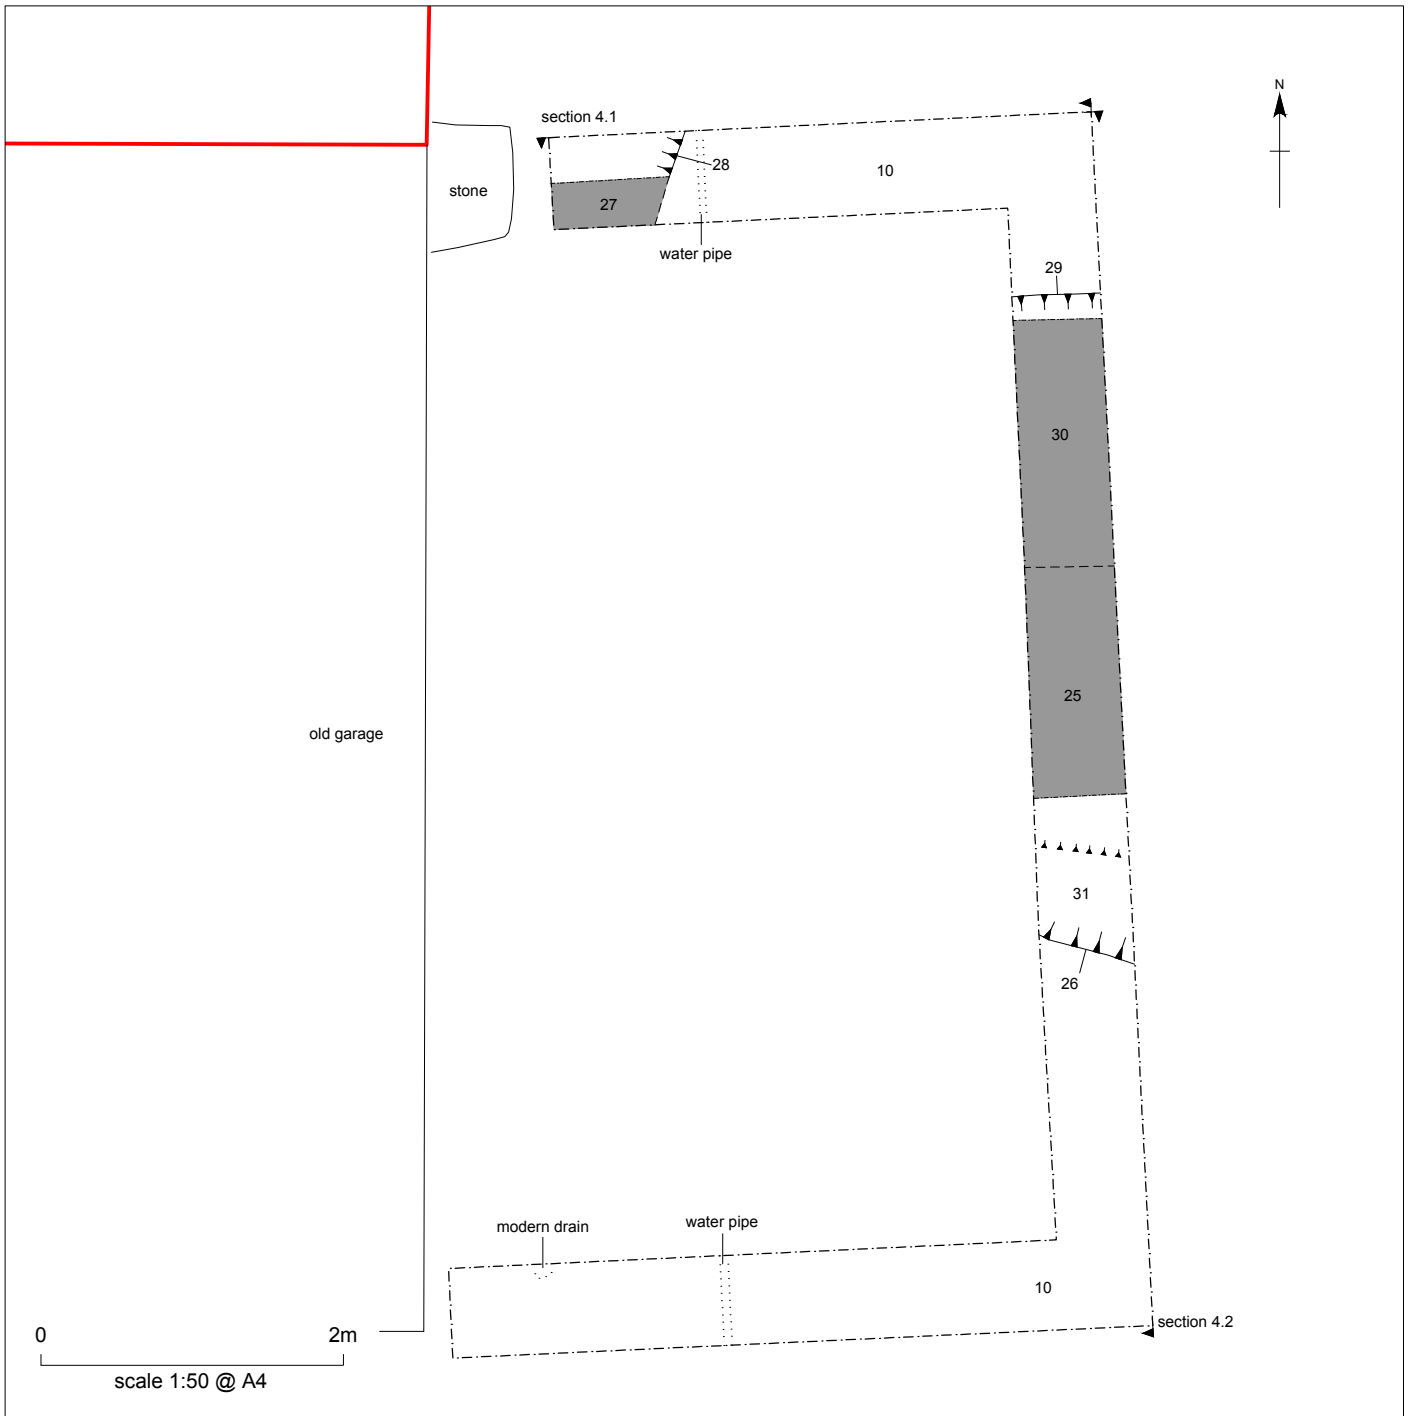 N
section 4.1
28
10
stone
27
water pipe
29
30
25
old garage
31
26
modern drain
water pipe
10
section 4.2
0 2m
scale 1:50 @ A4